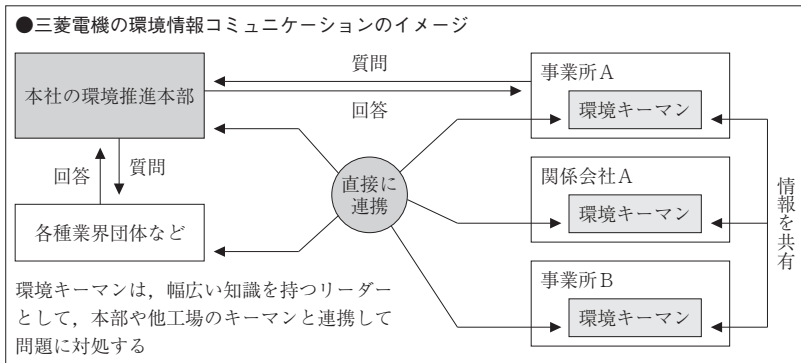 ●三菱電機の環境情報コミュニケーションのイメージ
本社の環境推進本部
質問
回答
事業所A
環境キーマン
回答
質問
直接に
連携
関係会社A
環境キーマン
情報を共有
各種業界団体など
事業所B
環境キーマン
環境キーマンは，幅広い知識を持つリーダー
として，本部や他工場のキーマンと連携して
問題に対処する